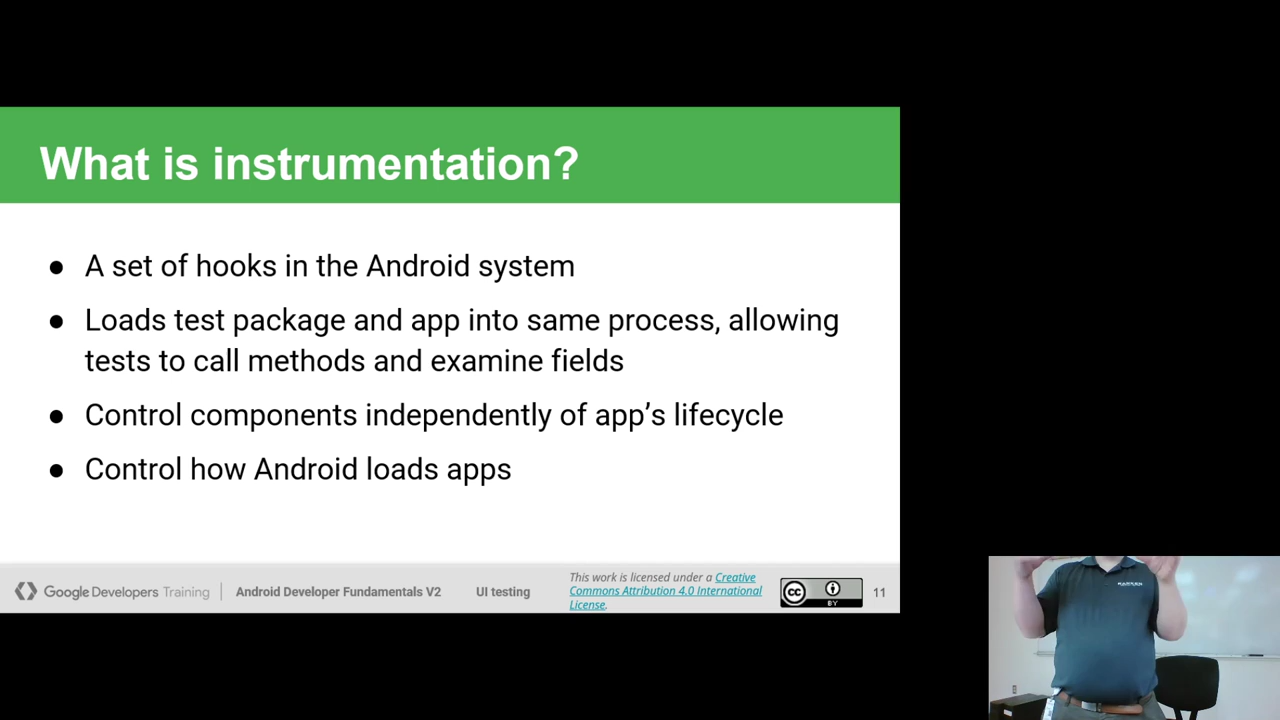 What is instrumentation?
● A set of hooks in the Android system
● Loads test package and app into same process, allowing
tests to call methods and examine fields
● Control components independently of app’s lifecycle
● Control how Android loads apps
Google Developers Training
Android Developer Fundamentals V2
UI testing
This work is licensed under a Creative
Commons Attribution 4.0 International
License.
cc
BY
11